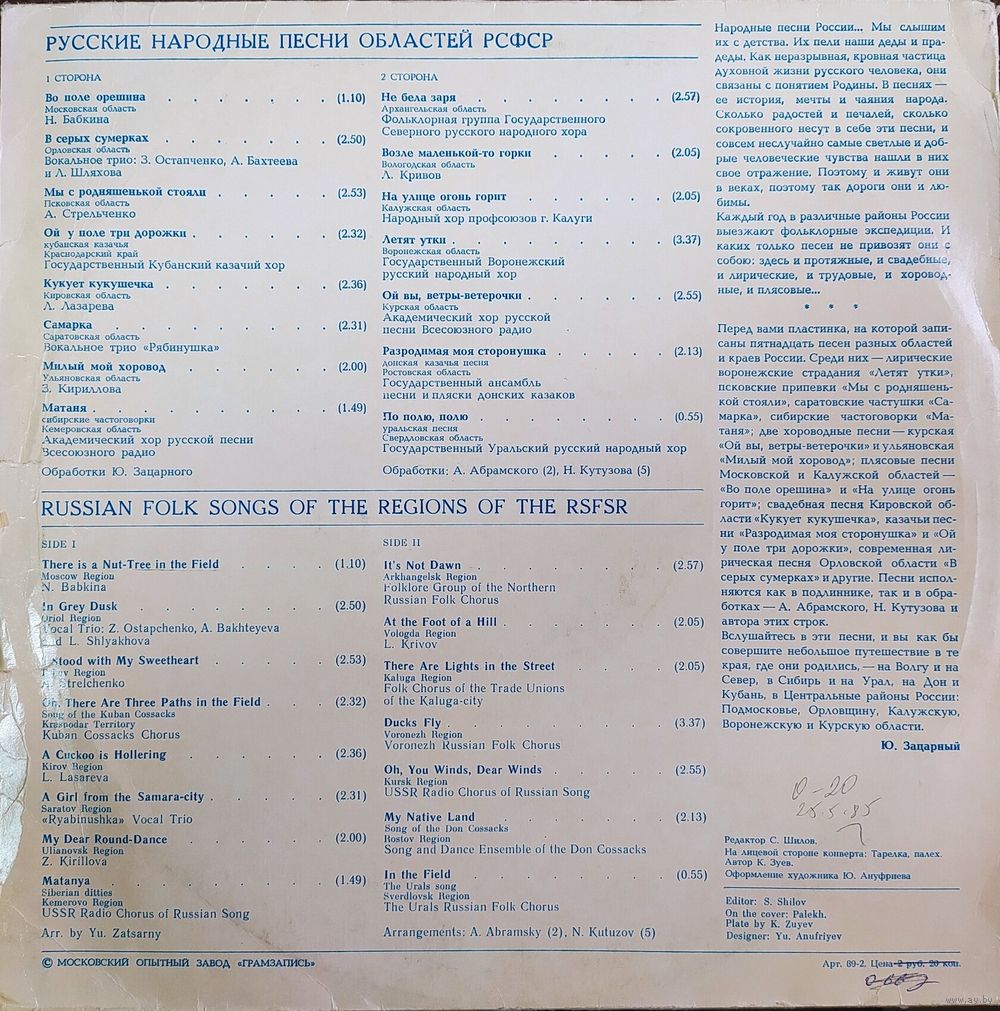 РУССКИЕ НАРОДНЫЕ ПЕСНИ ОБЛАСТЕЙ РСФСР
1 СТОРОНА
Во поле орешина . . . . . . . (1.10)
Московская область
Н. Бабкина
В серых сумерках . . . . . . . (2.50)
Орловская область
Вокальное трио: З. Остапченко, А. Бахтеева
и Л. Шляхова
Мы с родняшенькой стояли . . . . . (2.53)
Псковская область
А. Стрельченко
Ой у поле три дорожки . . . . . . (2.32)
кубанская казачья
Краснодарский край
Государственный Кубанский казачий хор
Кукует кукушечка . . . . . . . (2.36)
Кировская область
Л. Лазарева
Самарка . . . . . . . . . (2.31)
Саратовская область
Вокальное трио «Рябинушка»
Милый мой хоровод . . . . . . (2.00)
Ульяновская область
З. Кириллова
Матаня . . . . . . . . . . (1.49)
сибирские частоговорки
Кемеровская область
Академический хор русской песни
Всесоюзного радио
Обработки Ю. Зацарного
2 СТОРОНА
Не бела заря . . . . . . . . (2.57)
Архангельская область
Фольклорная группа Государственного
Северного русского народного хора
Возле маленькой-то горки . . . . . (2.05)
Вологодская область
Л. Кривов
На улице огонь горит . . . . . . (2.05)
Калужская область
Народный хор профсоюзов г. Калуги
Летят утки . . . . . . . . . (3.37)
Воронежская область
Государственный Воронежский
русский народный хор
Ой вы, ветры-ветерочки . . . . . . (2.55)
Курская область
Академический хор русской
песни Всесоюзного радио
Разродимая моя сторонушка . . . . (2.13)
донская казачья песня
Ростовская область
Государственный ансамбль
песни и пляски донских казаков
По полю, полю . . . . . . . (0.55)
уральская песня
Свердловская область
Государственный Уральский русский народный хор
Обработки: А. Абрамского (2), Н. Кутузова (5)
RUSSIAN FOLK SONGS OF THE REGIONS OF THE RSFSR
SIDE I
There is a Nut-Tree in the Field . . . . (1.10)
Moscow Region
N. Babkina
In Grey Dusk . . . . . . . . (2.50)
Oriol Region
Vocal Trio: Z. Ostapchenko, A. Bakhteyeva
and L. Shlyakhova
I Stood with My Sweetheart . . . . . (2.53)
Region
A. Strelchenko
Oh, There Are Three Paths in the Field . . . (2.32)
Song of the Kuban Cossacks
Krasnodar Territory
Kuban Cossacks Chorus
A Cuckoo is Hollering . . . . . . (2.36)
Kirov Region
L. Lasareva
A Girl from the Samara-city . . . . . (2.31)
Saratov Region
«Ryabinushka» Vocal Trio
My Dear Round-Dance . . . . . . (2.00)
Ulianovsk Region
Z. Kirillova
Matanya . . . . . . . . . (1.49)
Siberian ditties
Kemerovo Region
USSR Radio Chorus of Russian Song
Arr. by Yu. Zatsarny
SIDE II
It's Not Dawn . . . . . . . . (2.57)
Arkhangelsk Region
Folklore Group of the Northern
Russian Folk Chorus
At the Foot of a Hill . . . . . . (2.05)
Vologda Region
L. Krivov
There Are Lights in the Street . . . . (2.05)
Kaluga Region
Folk Chorus of the Trade Unions
of the Kaluga-city
Ducks Fly . . . . . . . . . (3.37)
Voronezh Region
Voronezh Russian Folk Chorus
Oh, You Winds, Dear Winds . . . . . (2.55)
Kursk Region
USSR Radio Chorus of Russian Song
My Native Land . . . . . . . (2.13)
Song of the Don Cossacks
Rostov Region
Song and Dance Ensemble of the Don Cossacks
In the Field . . . . . . . . (0.55)
The Urals song
Sverdlovsk Region
The Urals Russian Folk Chorus
Arrangements: A. Abramsky (2), N. Kutuzov (5)
Народные песни России... Мы слышим
их с детства. Их пели наши деды и пра-
деды. Как неразрывная, кровная частица
духовной жизни русского человека, они
связаны с понятием Родины. В песнях —
ее история, мечты и чаяния народа.
Сколько радостей и печалей, сколько
сокровенного несут в себе эти песни, и
совсем неслучайно самые светлые и доб-
рые человеческие чувства нашли в них
свое отражение. Поэтому и живут они
в веках, поэтому так дороги они и лю-
бимы.
Каждый год в различные районы России
выезжают фольклорные экспедиции. И
каких только песен не привозят они с
собою: здесь и протяжные, и свадебные,
и лирические, и трудовые, и хоровод-
ные, и плясовые...
* * *
Перед вами пластинка, на которой запи-
саны пятнадцать песен разных областей
и краев России. Среди них — лирические
воронежские страдания «Летят утки»,
псковские припевки «Мы с родняшень-
кой стояли», саратовские частушки «Са-
марка», сибирские частоговорки «Ма-
таня»; две хороводные песни — курская
«Ой вы, ветры-ветерочки» и ульяновская
«Милый мой хоровод»; плясовые песни
Московской и Калужской областей —
«Во поле орешина» и «На улице огонь
горит»; свадебная песня Кировской об-
ласти «Кукует кукушечка», казачьи пес-
ни «Разродимая моя сторонушка» и «Ой
у поле три дорожки», современная ли-
рическая песня Орловской области «В
серых сумерках» и другие. Песни испол-
няются как в подлиннике, так и в обра-
ботках — А. Абрамского, Н. Кутузова и
автора этих строк.
Вслушайтесь в эти песни, и вы как бы
совершите небольшое путешествие в те
края, где они родились, — на Волгу и на
Север, в Сибирь и на Урал, на Дон и
Кубань, в Центральные районы России:
Подмосковье, Орловщину, Калужскую,
Воронежскую и Курскую области.
Ю. Зацарный
0-20
25.5.85
Редактор С. Шилов.
На лицевой стороне конверта: Тарелка, палех.
Автор К. Зуев.
Оформление художника Ю. Ануфриева
Editor: S. Shilov
On the cover: Palekh.
Plate by K. Zuyev
Designer: Yu. Anufriyev
© МОСКОВСКИЙ ОПЫТНЫЙ ЗАВОД «ГРАМЗАПИСЬ»
Арт. 89-2. Цена 2 руб. 20 коп.
www.ay.by